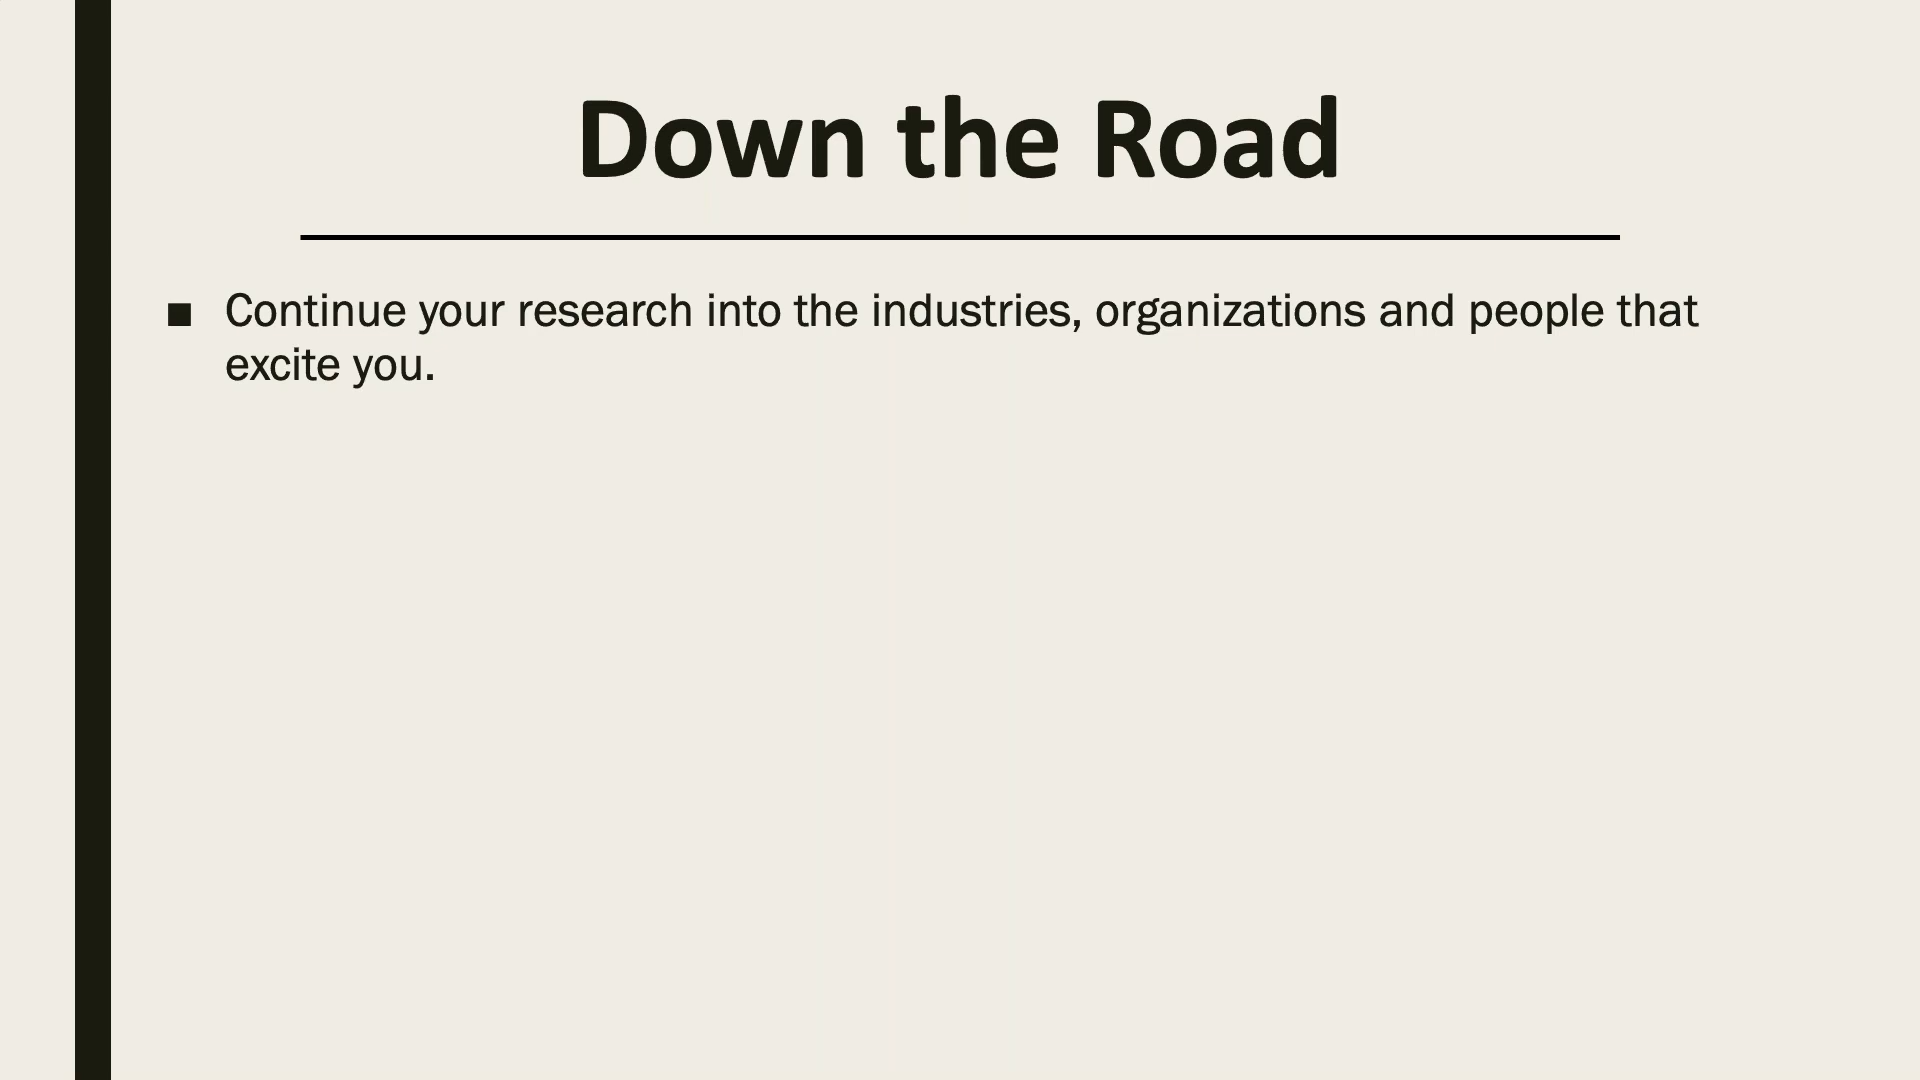 Down the Road
■ Continue your research into the industries, organizations and people that
excite you.